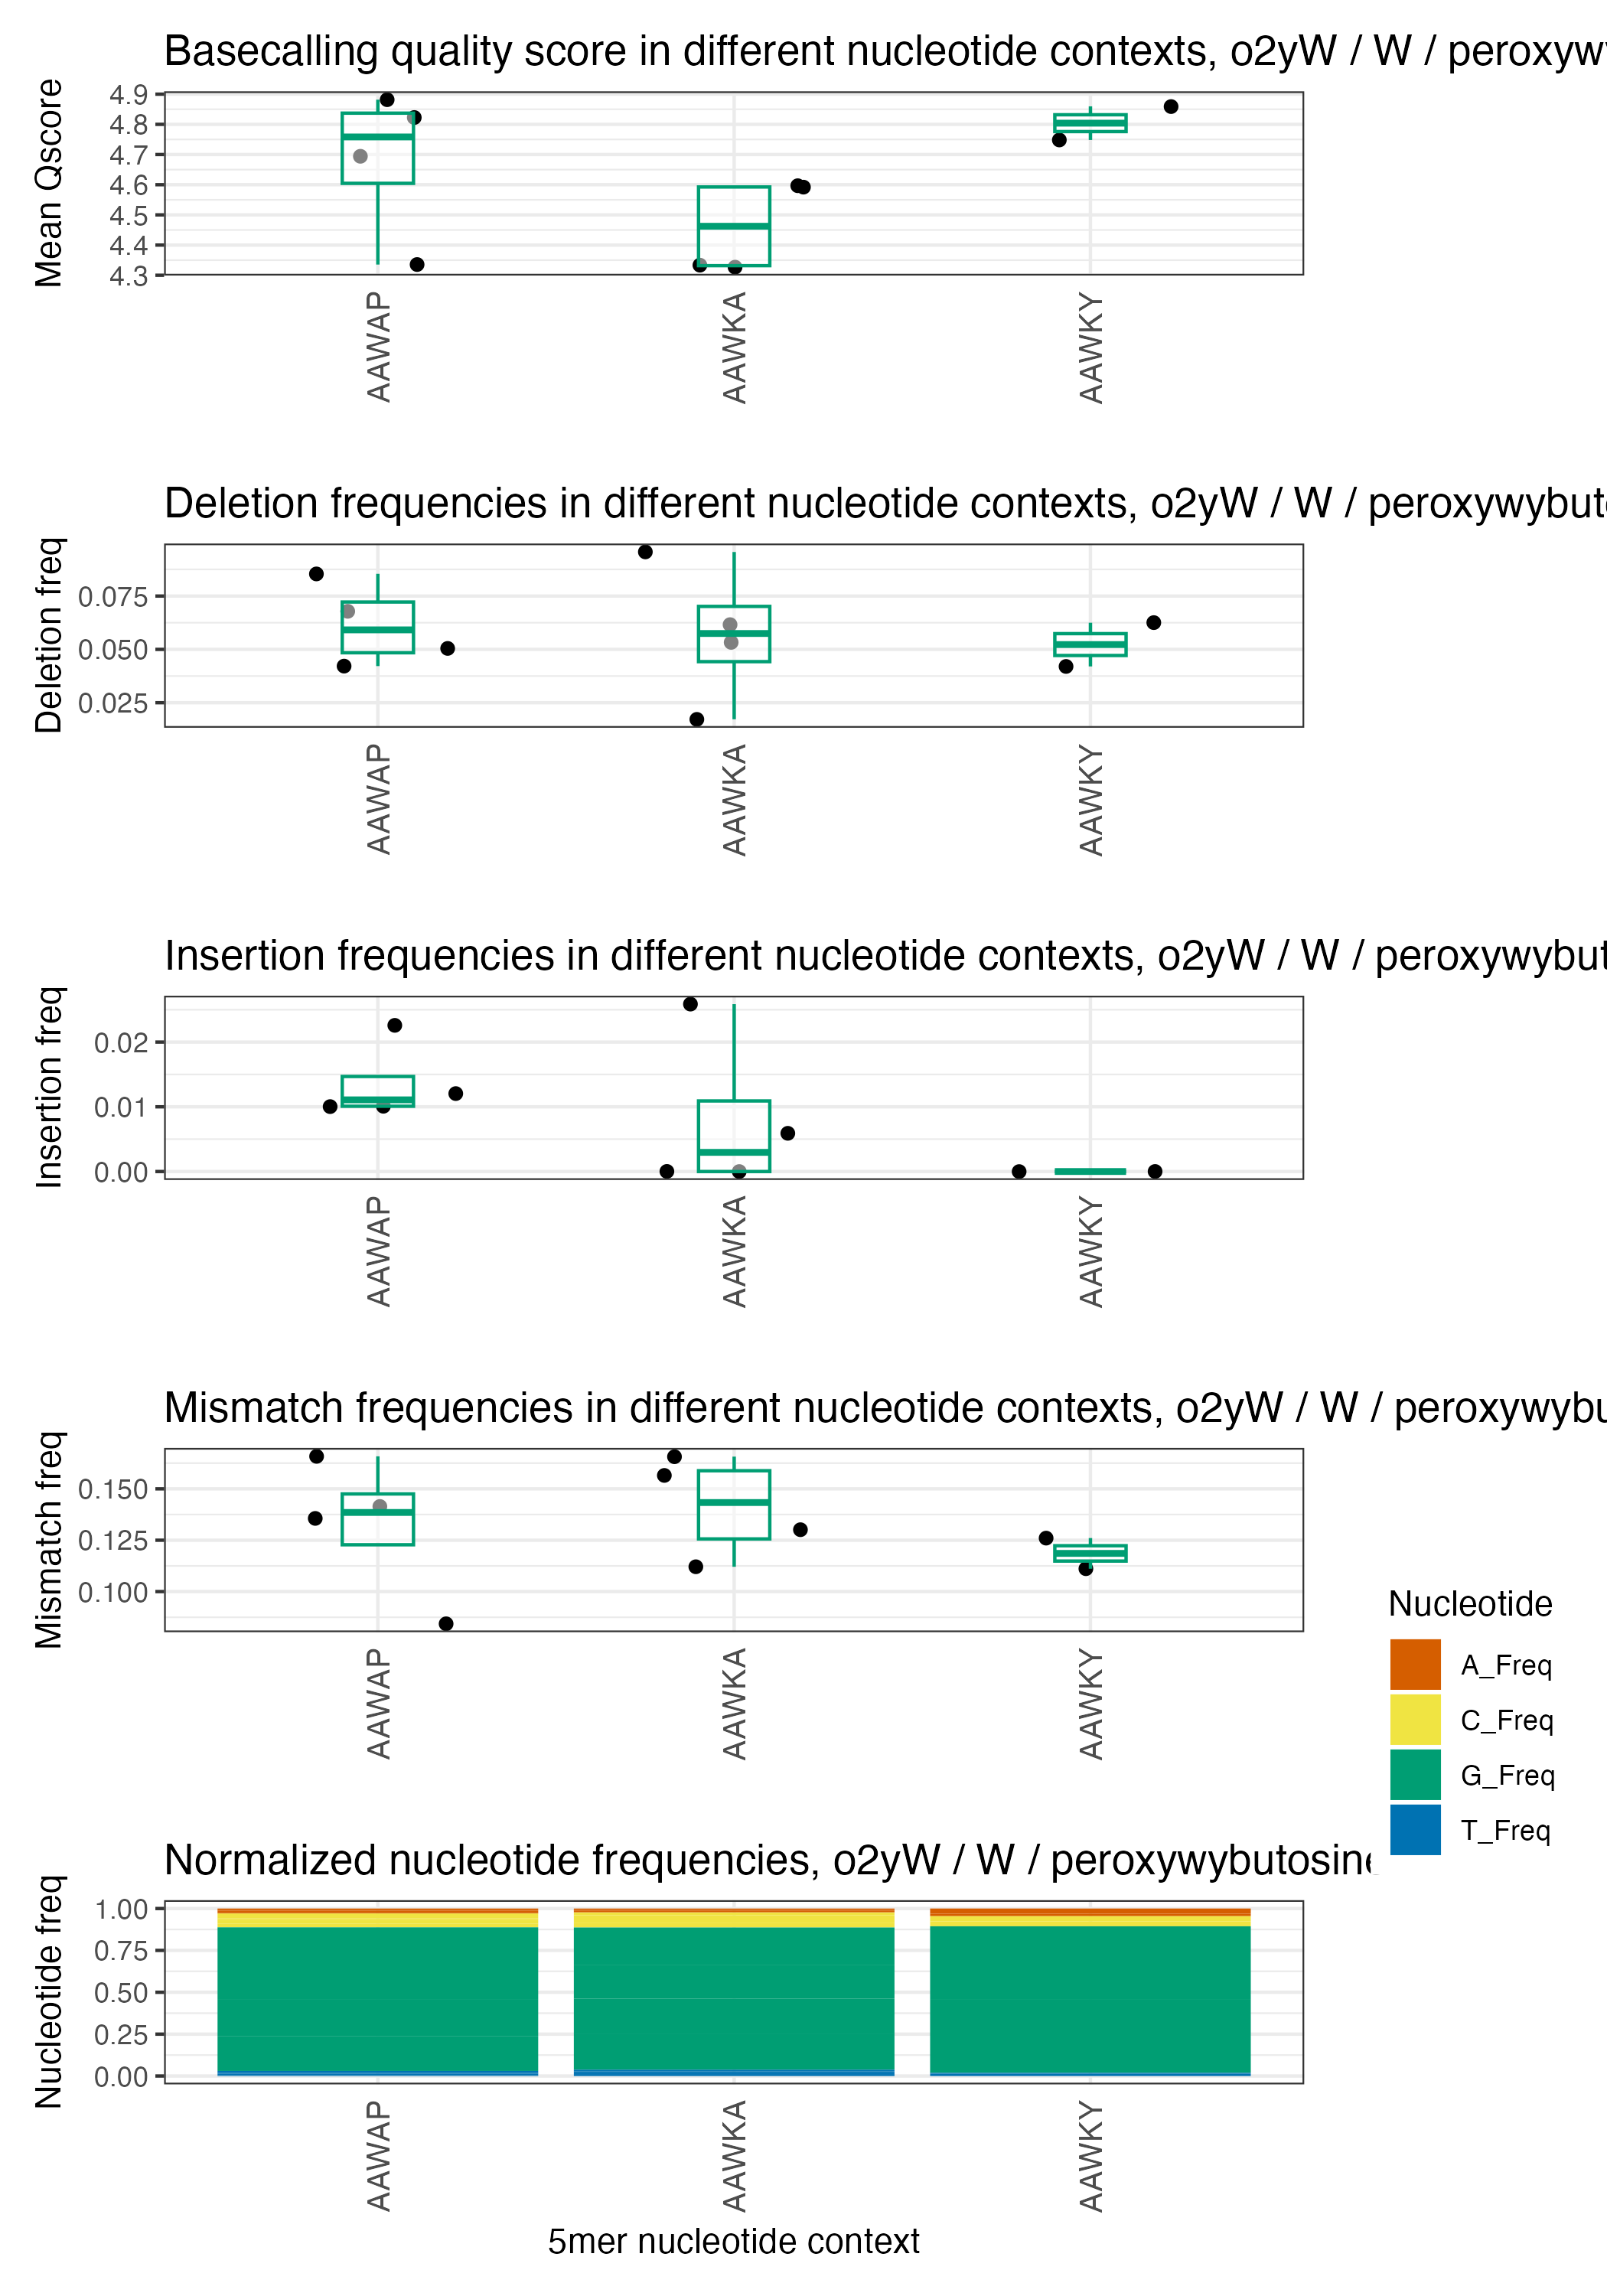 Basecalling quality score in different nucleotide contexts, o2yW / W /
Mean Qscore
4.9
4.8
4.7
4.6
4.5
4.4
4.3
AAWAP AAWKA AAWKY
Deletion frequencies in different nucleotide contexts, o2yW / W /
Deletion freq
0.075
0.050
0.025
AAWAP AAWKA AAWKY
Insertion frequencies in different nucleotide contexts, o2yW / W /
Insertion freq
0.02
0.01
0.00
AAWAP AAWKA AAWKY
Mismatch frequencies in different nucleotide contexts, o2yW / W /
Mismatch freq
0.150
0.125
0.100
AAWAP AAWKA AAWKY
Nucleotide
A_Freq
C_Freq
G_Freq
T_Freq
Normalized nucleotide frequencies, o2yW / W / peroxywybutosine
Nucleotide freq
1.00
0.75
0.50
0.25
0.00
AAWAP AAWKA AAWKY
5mer nucleotide context